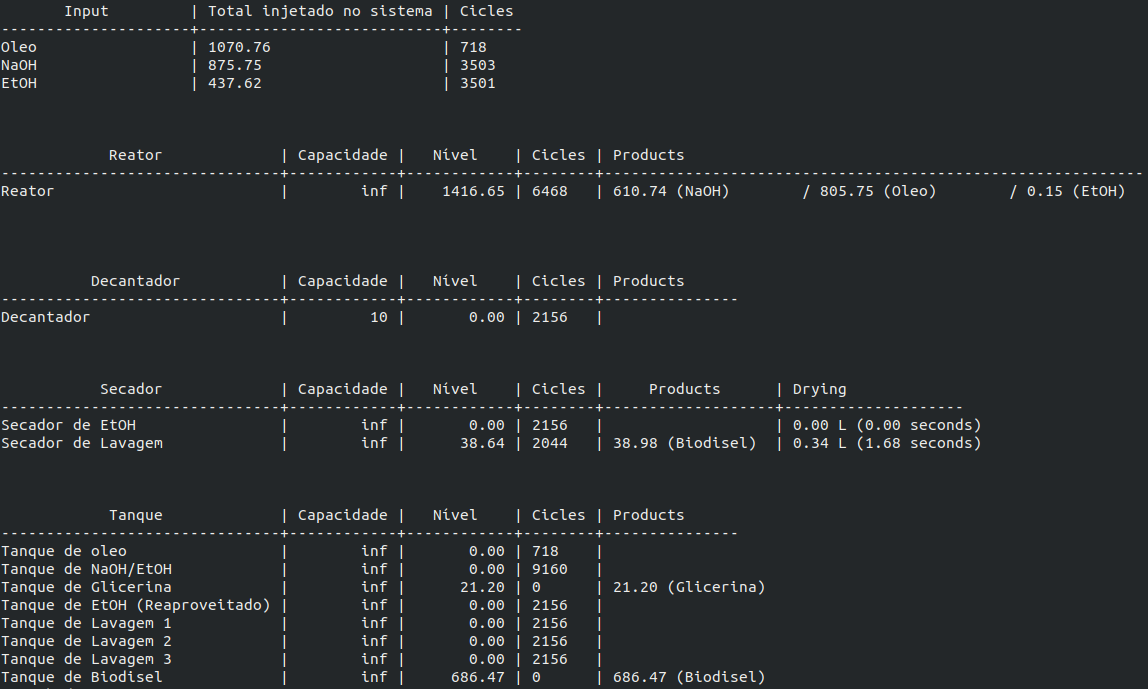 Input | Total injetado no sistema | Cicles
---------------------+---------------------------+--------
Oleo | 1070.76 | 718
NaOH | 875.75 | 3503
EtOH | 437.62 | 3501
Reator | Capacidade | Nível | Cicles | Products
-------------------------------+------------+------------+--------+------------------------------------------------------------
Reator | inf | 1416.65 | 6468 | 610.74 (NaOH) / 805.75 (Oleo) / 0.15 (EtOH)
Decantador | Capacidade | Nível | Cicles | Products
-------------------------------+------------+------------+--------+---------------
Decantador | 10 | 0.00 | 2156 |
Secador | Capacidade | Nível | Cicles | Products | Drying
-------------------------------+------------+------------+--------+-------------------+--------------------
Secador de EtOH | inf | 0.00 | 2156 | | 0.00 L (0.00 seconds)
Secador de Lavagem | inf | 38.64 | 2044 | 38.98 (Biodisel) | 0.34 L (1.68 seconds)
Tanque | Capacidade | Nível | Cicles | Products
-------------------------------+------------+------------+--------+---------------
Tanque de oleo | inf | 0.00 | 718 |
Tanque de NaOH/EtOH | inf | 0.00 | 9160 |
Tanque de Glicerina | inf | 21.20 | 0 | 21.20 (Glicerina)
Tanque de EtOH (Reaproveitado) | inf | 0.00 | 2156 |
Tanque de Lavagem 1 | inf | 0.00 | 2156 |
Tanque de Lavagem 2 | inf | 0.00 | 2156 |
Tanque de Lavagem 3 | inf | 0.00 | 2156 |
Tanque de Biodisel | inf | 686.47 | 0 | 686.47 (Biodisel)